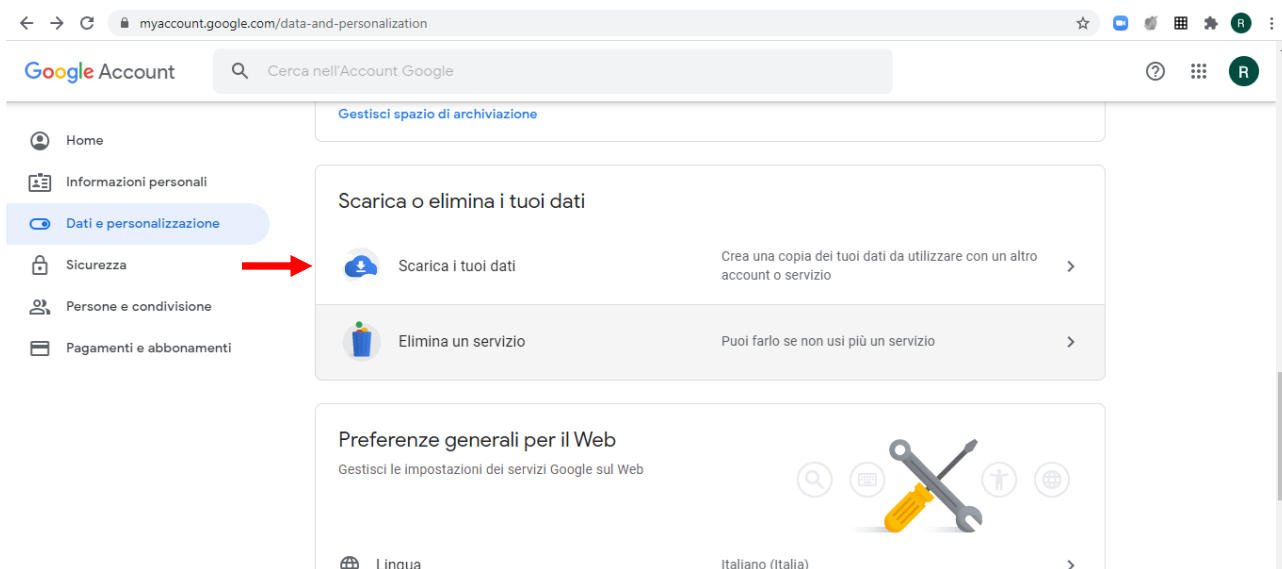 myaccount.google.com/data-and-personalization
R
Google Account
Cerca nell'Account Google
R
Gestisci spazio di archiviazione
Home
Informazioni personali
Dati e personalizzazione
Sicurezza
Persone e condivisione
Pagamenti e abbonamenti
Scarica o elimina i tuoi dati
Scarica i tuoi dati
Crea una copia dei tuoi dati da utilizzare con un altro
account o servizio
Elimina un servizio
Puoi farlo se non usi più un servizio
Preferenze generali per il Web
Gestisci le impostazioni dei servizi Google sul Web
Lingua
Italiano (Italia)